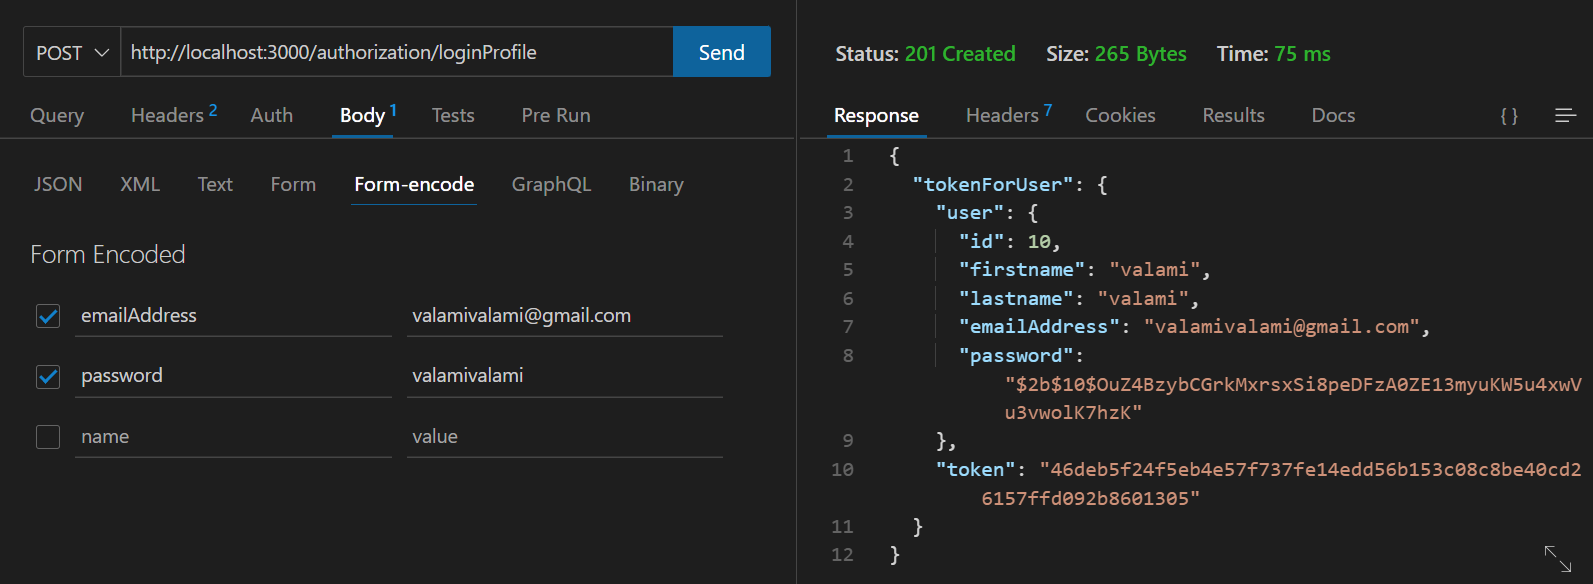 POST http://localhost:3000/authorization/loginProfile Send
Query Headers 2 Auth Body 1 Tests Pre Run
JSON XML Text Form Form-encode GraphQL Binary
Form Encoded
emailAddress valamivalami@gmail.com
password valamivalami
name value
Status: 201 Created Size: 265 Bytes Time: 75 ms
Response Headers 7 Cookies Results Docs { }
1 {
2 "tokenForUser": {
3 "user": {
4 "id": 10,
5 "firstname": "valami",
6 "lastname": "valami",
7 "emailAddress": "valamivalami@gmail.com",
8 "password":
"$2b$10$OuZ4BzybCGrkMxrsxSi8peDFzA0ZE13myuKW5u4xwV
u3vwolK7hzK"
9 },
10 "token": "46deb5f24f5eb4e57f737fe14edd56b153c08c8be40cd2
6157ffd092b8601305"
11 }
12 }